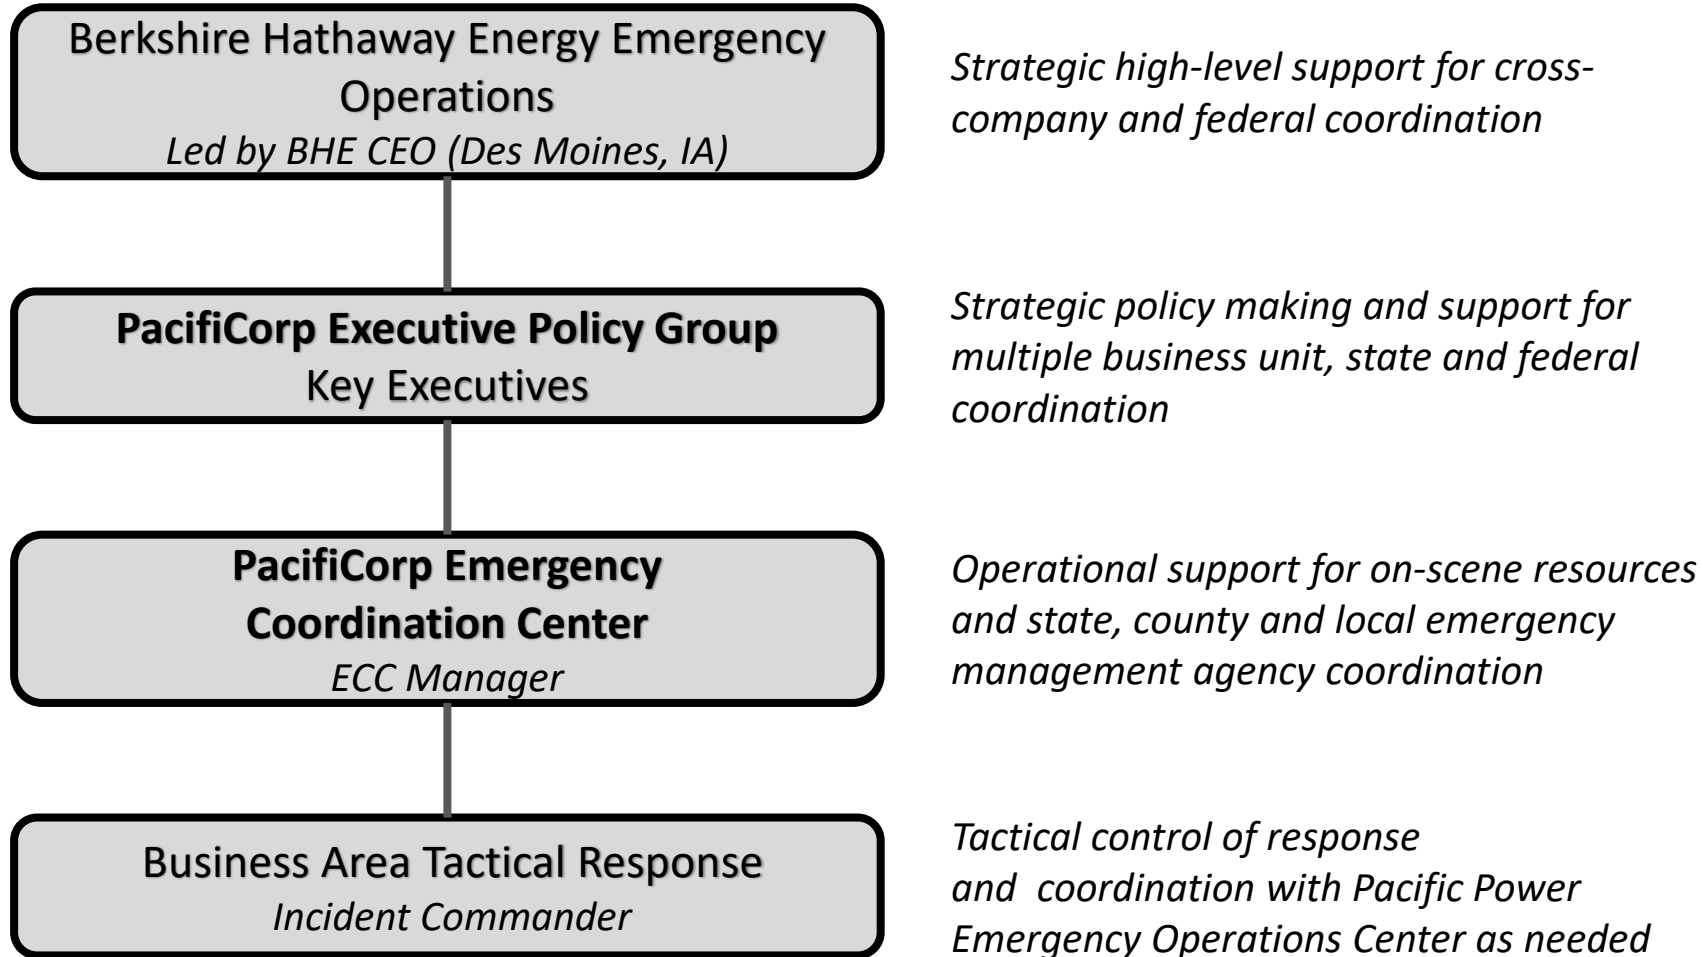 Berkshire Hathaway Energy Emergency
Operations
Led by BHE CEO (Des Moines, IA)
Strategic high-level support for cross-
company and federal coordination
PacifiCorp Executive Policy Group
Key Executives
Strategic policy making and support for
multiple business unit, state and federal
coordination
PacifiCorp Emergency
Coordination Center
ECC Manager
Operational support for on-scene resources
and state, county and local emergency
management agency coordination
Business Area Tactical Response
Incident Commander
Tactical control of response
and  coordination with Pacific Power
Emergency Operations Center as needed